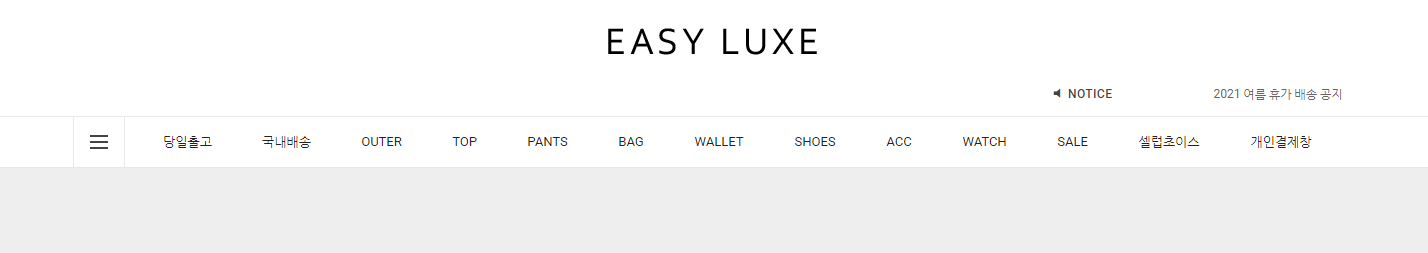 EASY LUXE
NOTICE 2021 여름 휴가 배송 공지
당일출고 국내배송 OUTER TOP PANTS BAG WALLET SHOES ACC WATCH SALE 셀럽초이스 개인결제창